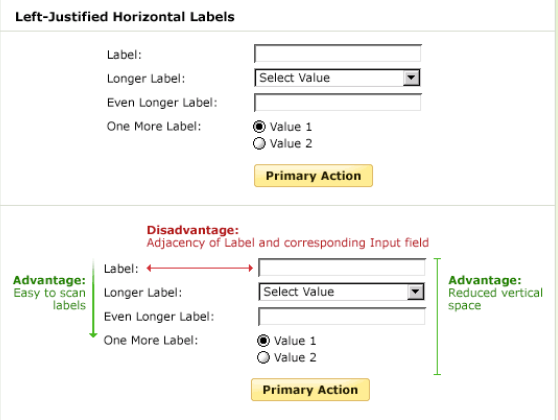 Left-Justified Horizontal Labels
Label:
Longer Label:
Select Value
Even Longer Label:
One More Label:
Value 1
Value 2
Primary Action
Disadvantage:
Adjacency of Label and corresponding Input field
Advantage:
Easy to scan
labels
Label:
Longer Label:
Select Value
Even Longer Label:
One More Label:
Value 1
Value 2
Primary Action
Advantage:
Reduced vertical
space